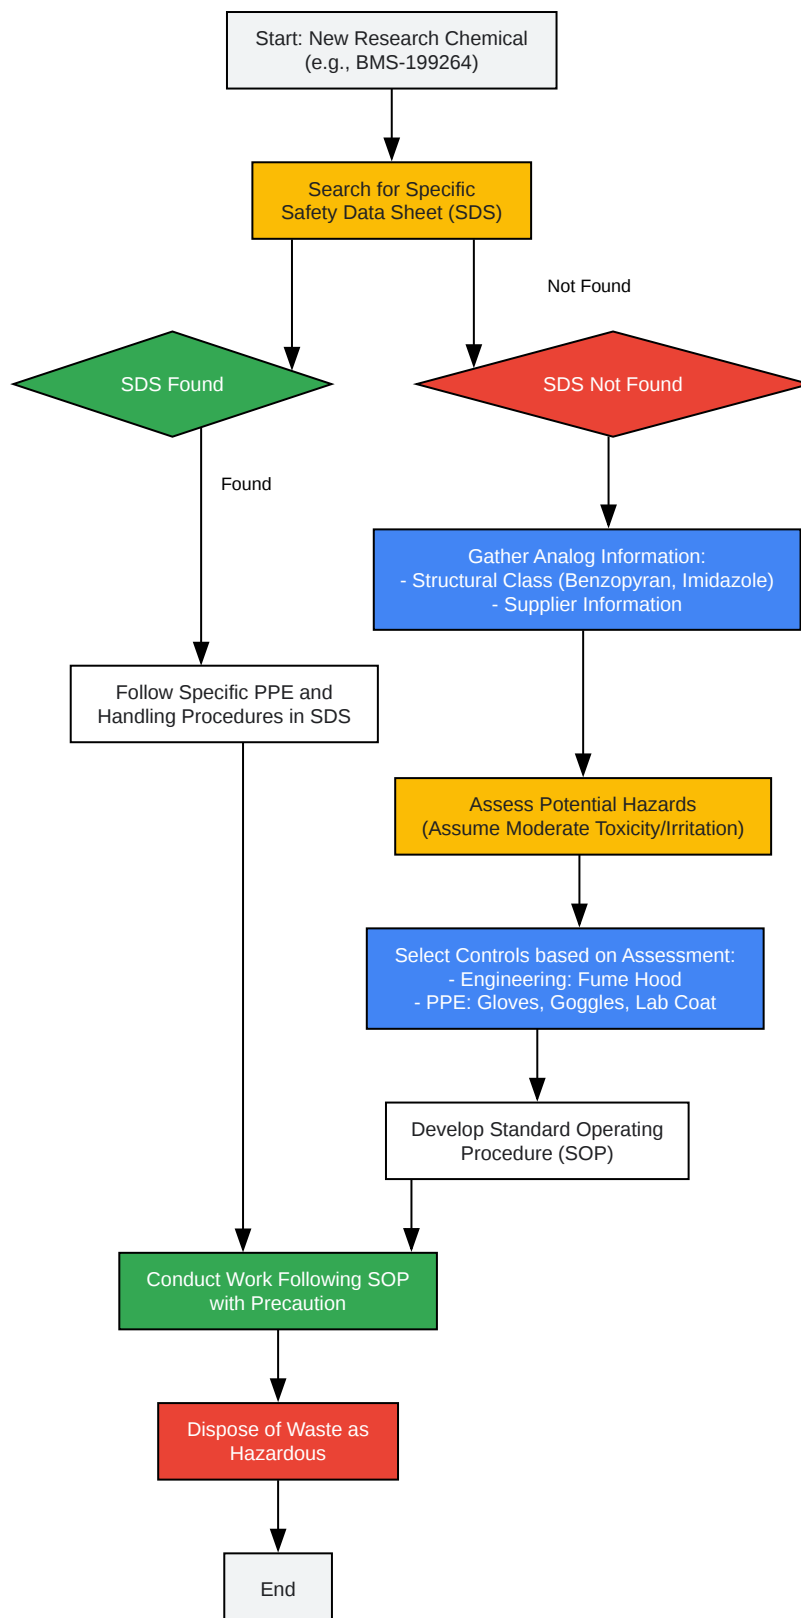 Start: New Research Chemical
(e.g., BMS-199264)
Search for Specific
Safety Data Sheet (SDS)
Not Found
SDS Found
SDS Not Found
Found
Gather Analog Information:
- Structural Class (Benzopyran, Imidazole)
- Supplier Information
Follow Specific PPE and
Handling Procedures in SDS
Assess Potential Hazards
(Assume Moderate Toxicity/Irritation)
Select Controls based on Assessment:
- Engineering: Fume Hood
- PPE: Gloves, Goggles, Lab Coat
Develop Standard Operating
Procedure (SOP)
Conduct Work Following SOP
with Precaution
Dispose of Waste as
Hazardous
End